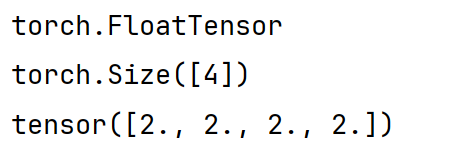 torch.FloatTensor
torch.Size([4])
tensor([2., 2., 2., 2.])